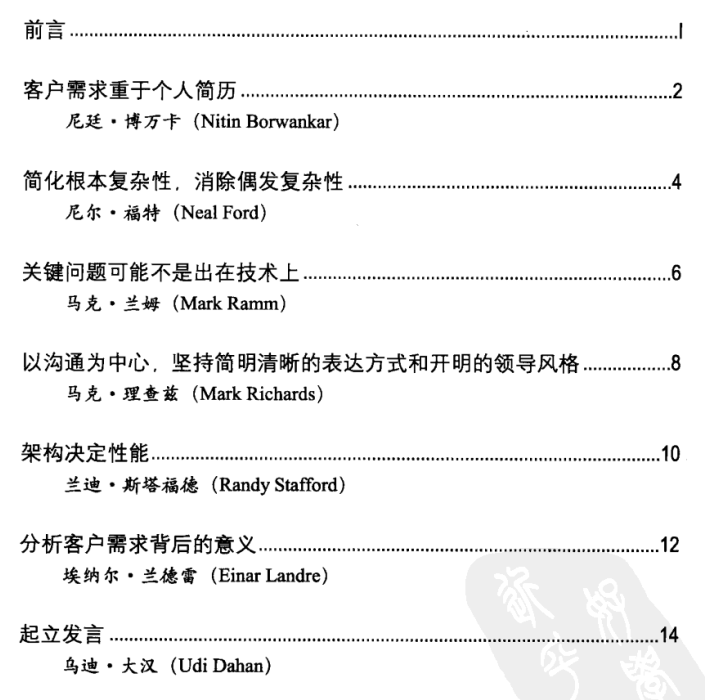 前言........I
客户需求重于个人简历........2
尼廷·博万卡（Nitin Borwankar）
简化根本复杂性，消除偶发复杂性........4
尼尔·福特（Neal Ford）
关键问题可能不是出在技术上........6
马克·兰姆（Mark Ramm）
以沟通为中心，坚持简明清晰的表达方式和开明的领导风格........8
马克·理查兹（Mark Richards）
架构决定性能........10
兰迪·斯塔福德（Randy Stafford）
分析客户需求背后的意义........12
埃纳尔·兰德雷（Einar Landre）
起立发言........14
乌迪·大汉（Udi Dahan）